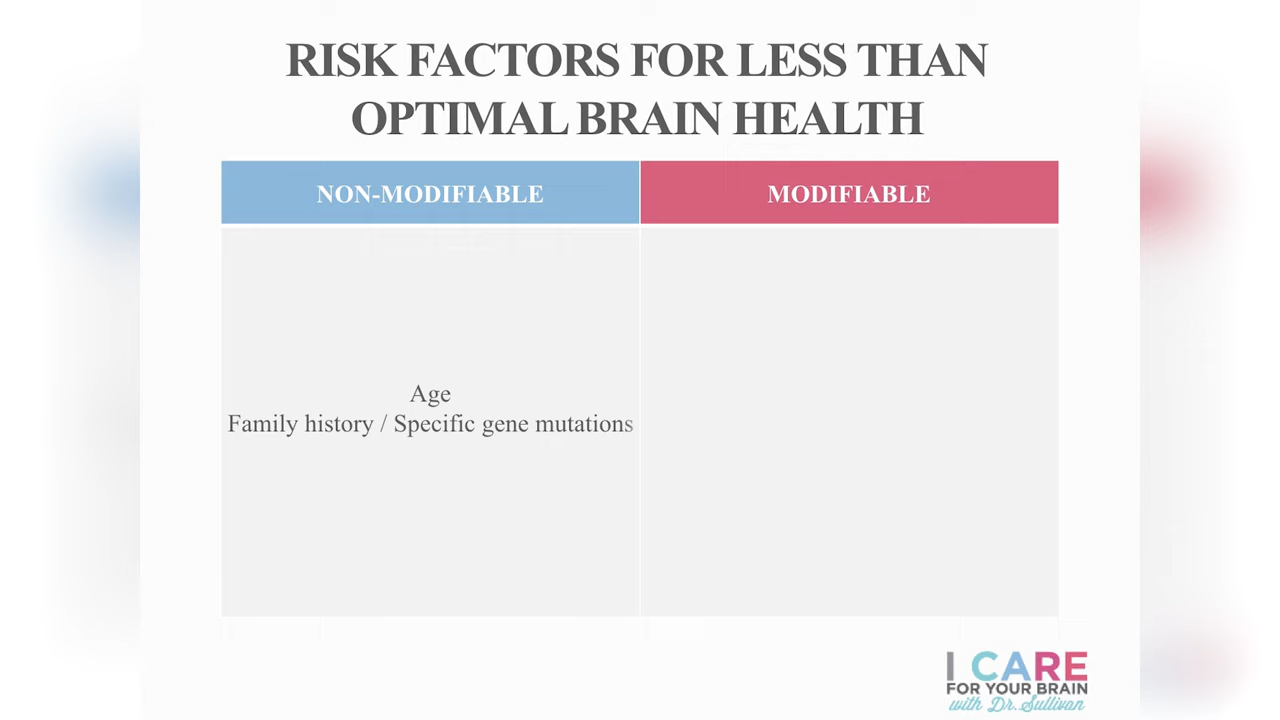 RISK FACTORS FOR LESS THAN
OPTIMAL BRAIN HEALTH
NON-MODIFIABLE
MODIFIABLE
Age
Family history / Specific gene mutations
I CARE
FOR YOUR BRAIN
with Dr. Sullivan